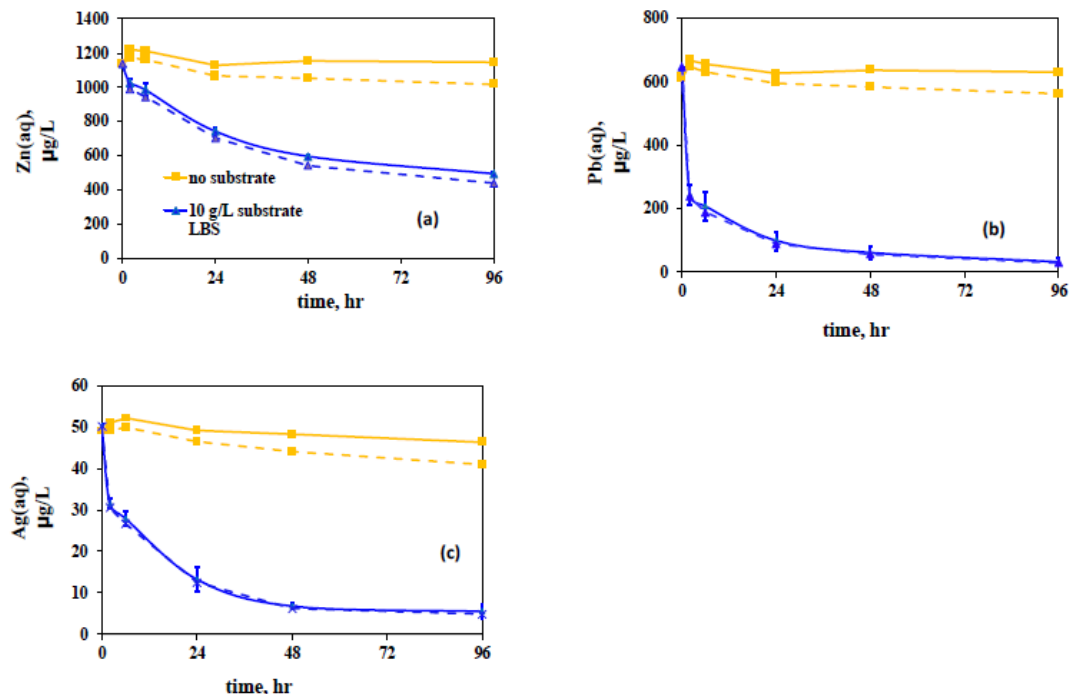 1400
1200
1000
800
600
400
200
0
Zn(aq),
µg/L
no substrate
10 g/L substrate
LBS
(a)
0 24 48 72 96
time, hr
800
600
400
200
0
Pb(aq),
µg/L
(b)
0 24 48 72 96
time, hr
60
50
40
30
20
10
0
Ag(aq),
µg/L
(c)
0 24 48 72 96
time, hr